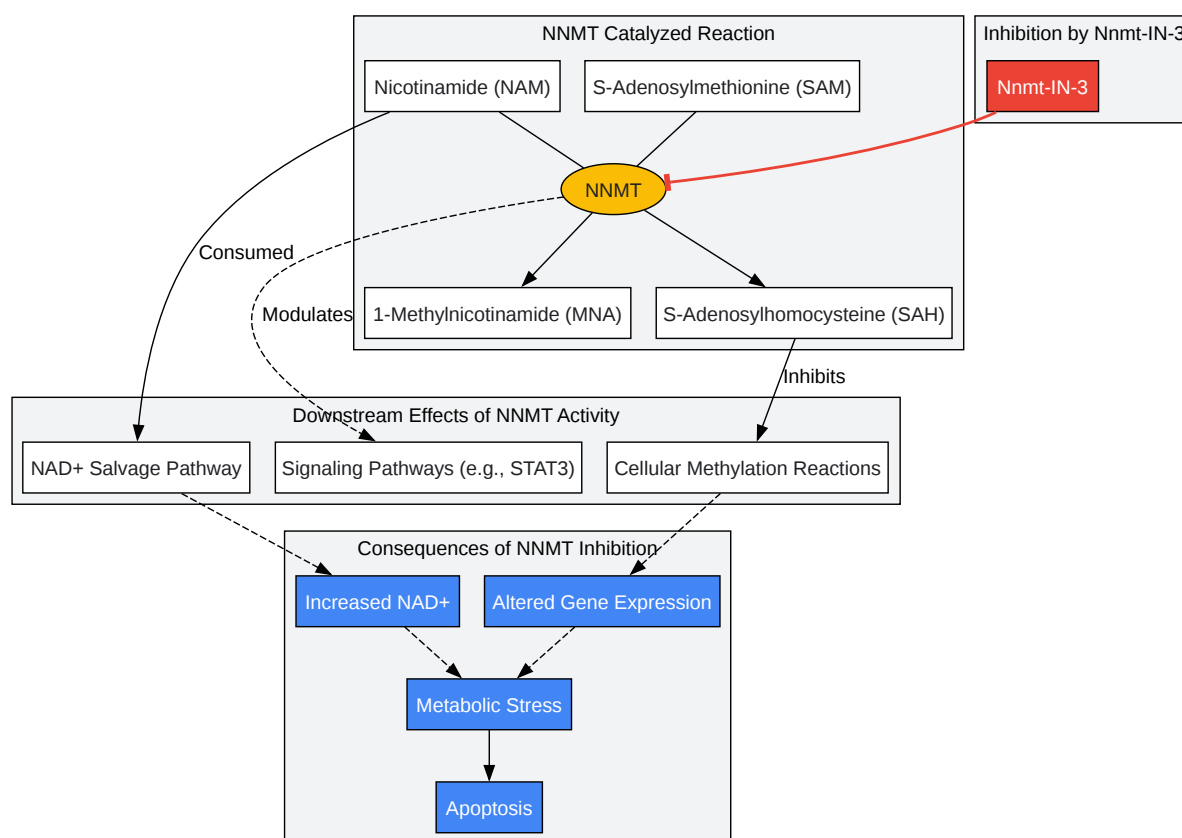 NNMT Catalyzed Reaction
Inhibition by Nnmt-IN-3
Nicotinamide (NAM)
S-Adenosylmethionine (SAM)
Nnmt-IN-3
NNMT
Consumed
Modulates
1-Methylnicotinamide (MNA)
S-Adenosylhomocysteine (SAH)
Inhibits
Downstream Effects of NNMT Activity
NAD+ Salvage Pathway
Signaling Pathways (e.g., STAT3)
Cellular Methylation Reactions
Consequences of NNMT Inhibition
Increased NAD+
Altered Gene Expression
Metabolic Stress
Apoptosis